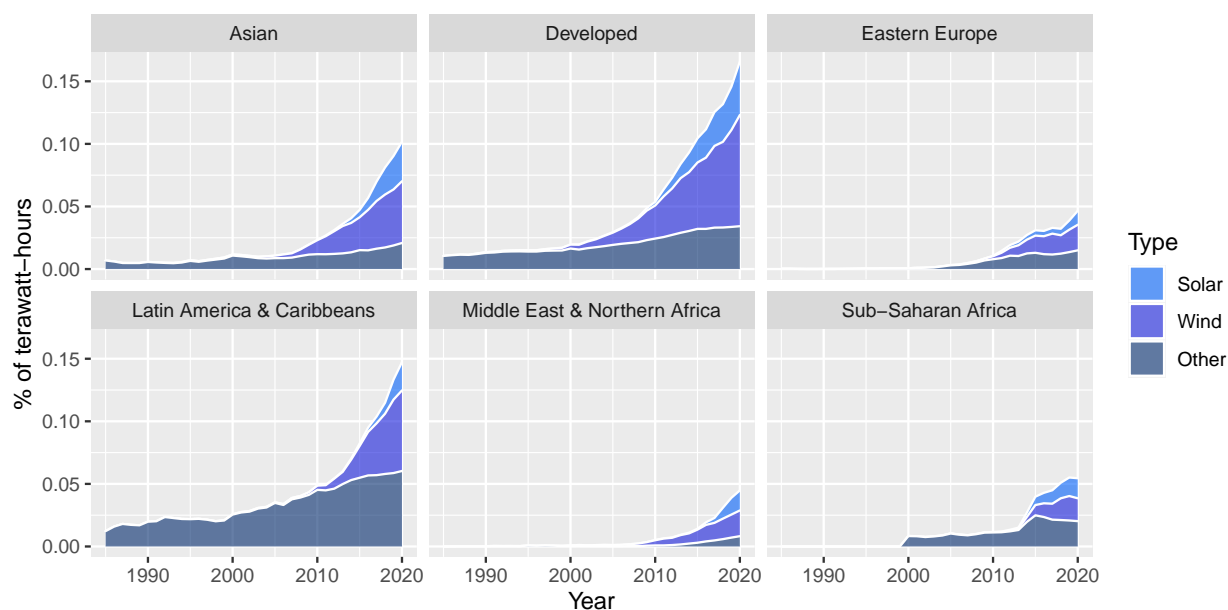 Asian Developed Eastern Europe
0.15
0.10
0.05
0.00
Latin America & Caribbeans Middle East & Northern Africa Sub−Saharan Africa
0.15
0.10
0.05
0.00
1990 2000 2010 2020 1990 2000 2010 2020 1990 2000 2010 2020
Year
% of terawatt−hours
Type
Solar
Wind
Other